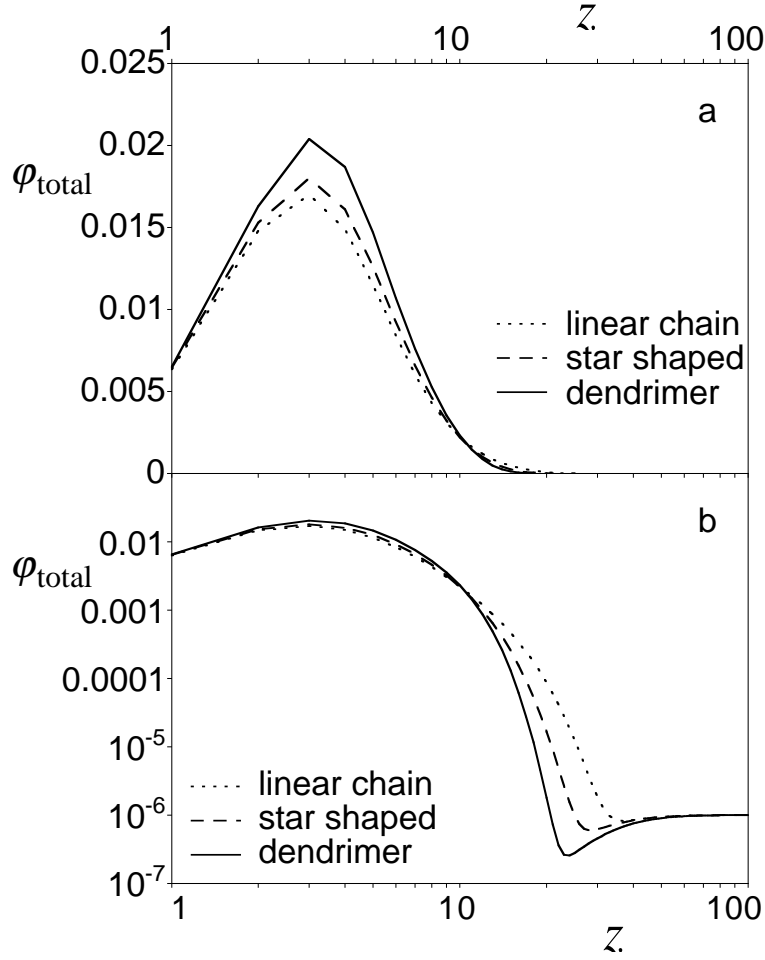 z
1 10 100
0.025
a
0.02
φtotal
0.015
0.01
linear chain
star shaped
0.005
dendrimer
0
b
0.01
φtotal
0.001
0.0001
10-5
linear chain
10-6
star shaped
dendrimer
10-7
1 10 100
z